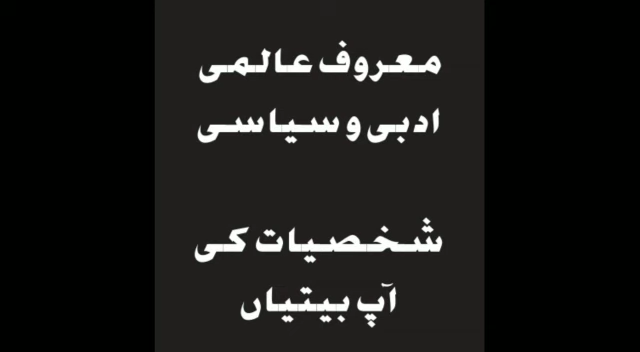 معروف عالمی
ادبی و سیاسی
شخصیات کی
آپ بیتیاں